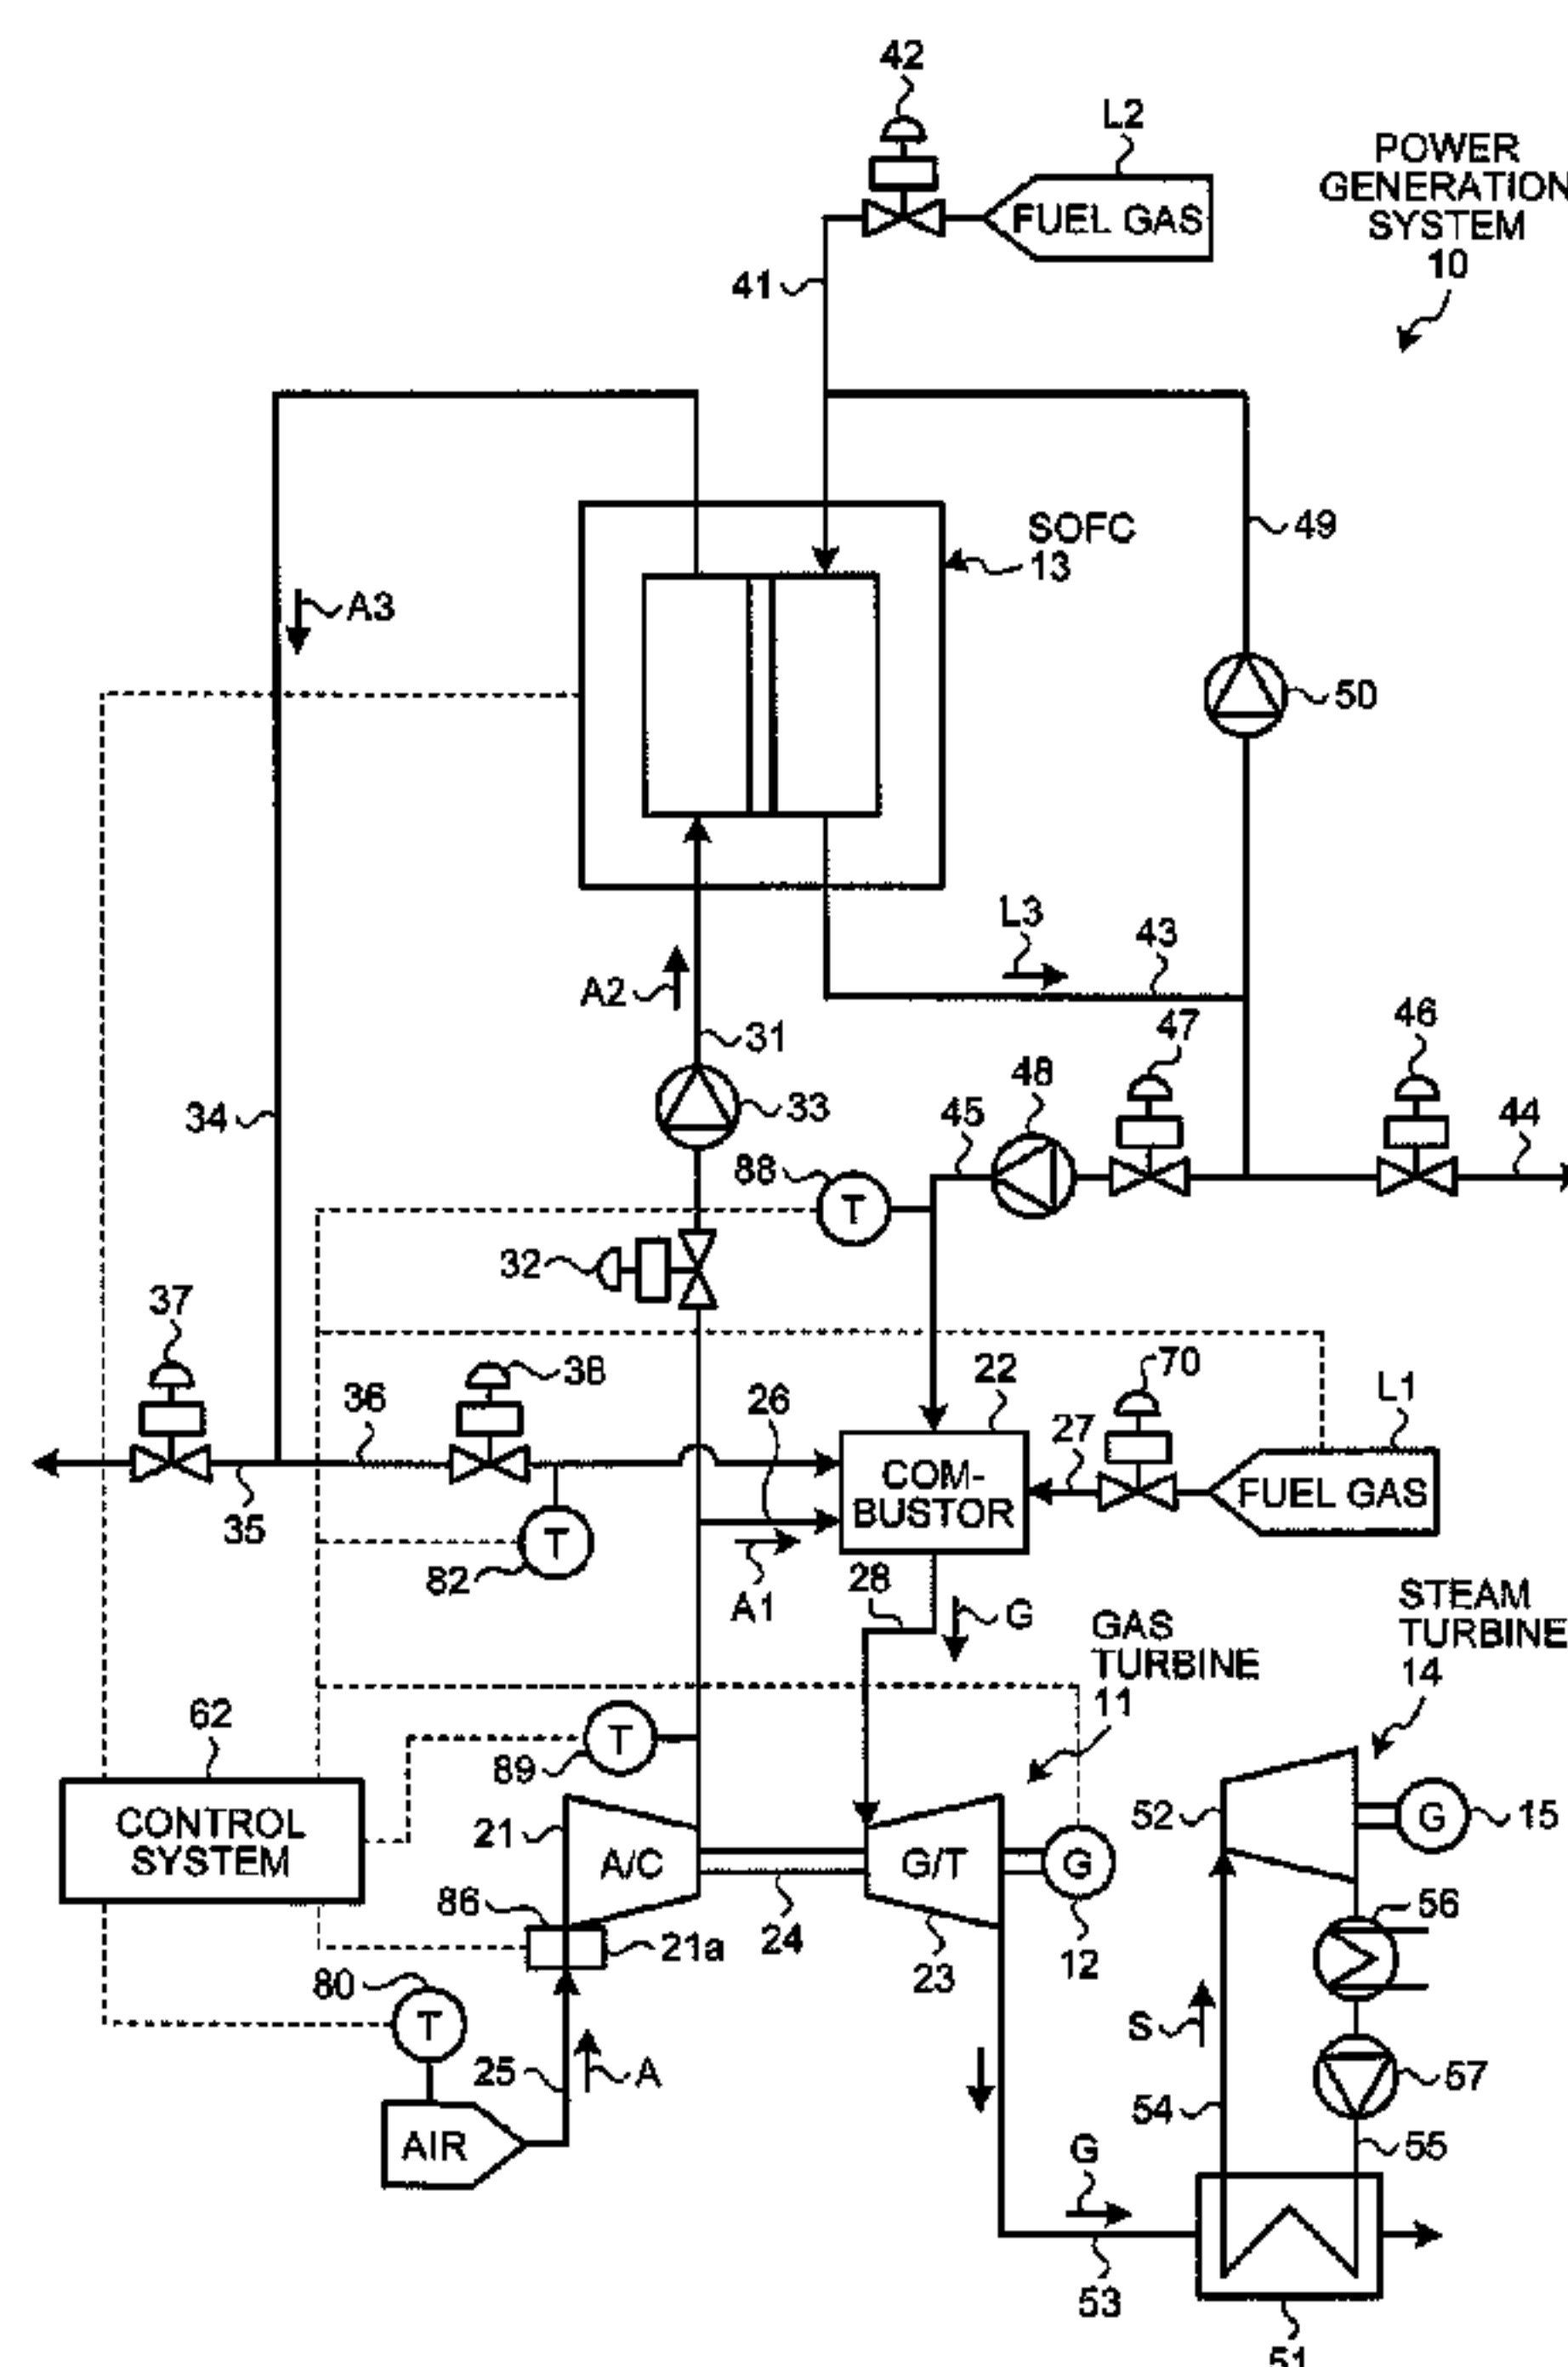 42
L2
POWER
GENERATION
SYSTEM
10
FUEL GAS
41
SOFC
13
49
A3
50
L3
43
A2
31
46
47
48
33
34
45
44
88
T
32
37
38
22
70
L1
36
26
27
COM-
BUSTOR
FUEL GAS
35
T
82
A1
28
G
STEAM
TURBINE
14
GAS
TURBINE
11
62
T
89
CONTROL
SYSTEM
21
A/C
G/T
G
52
G
15
86
21a
24
23
12
56
80
T
S
25
A
57
54
AIR
G
55
53
51